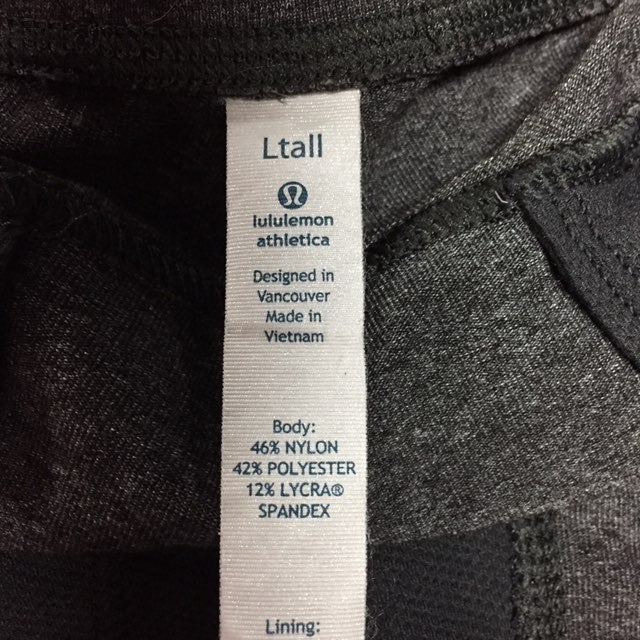 Ltall
lululemon
athletica
Designed in
Vancouver
Made in
Vietnam
Body:
46% NYLON
42% POLYESTER
12% LYCRA®
SPANDEX
Lining: